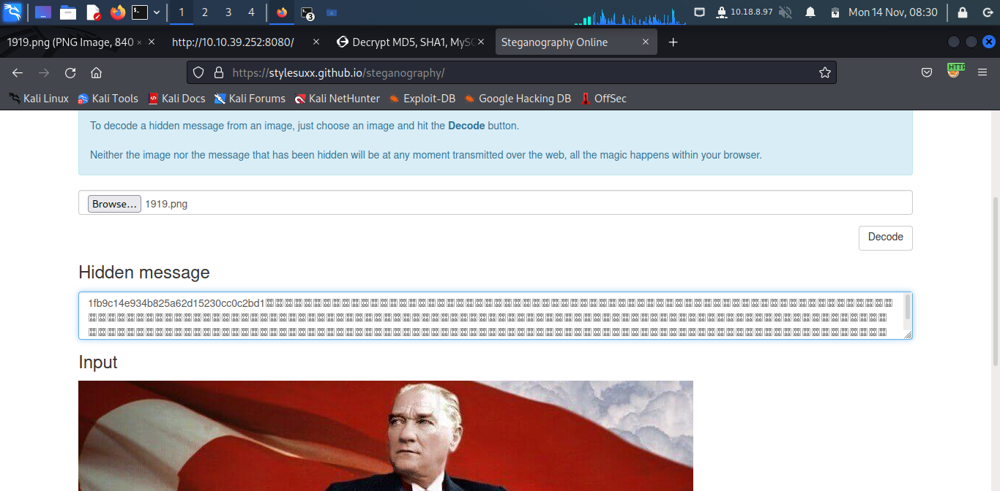 1 2 3 4 3 10.18.8.97 Mon 14 Nov, 08:30
1919.png (PNG Image, 840 × http://10.10.39.252:8080/ Decrypt MD5, SHA1, MyS Steganography Online
https://stylesuxx.github.io/steganography/ HTTP
Kali Linux Kali Tools Kali Docs Kali Forums Kali NetHunter Exploit-DB Google Hacking DB OffSec
To decode a hidden message from an image, just choose an image and hit the Decode button.
Neither the image nor the message that has been hidden will be at any moment transmitted over the web, all the magic happens within your browser.
Browse... 1919.png
Decode
Hidden message
1fb9c14e934b825a62d15230cc0c2bd1
Input